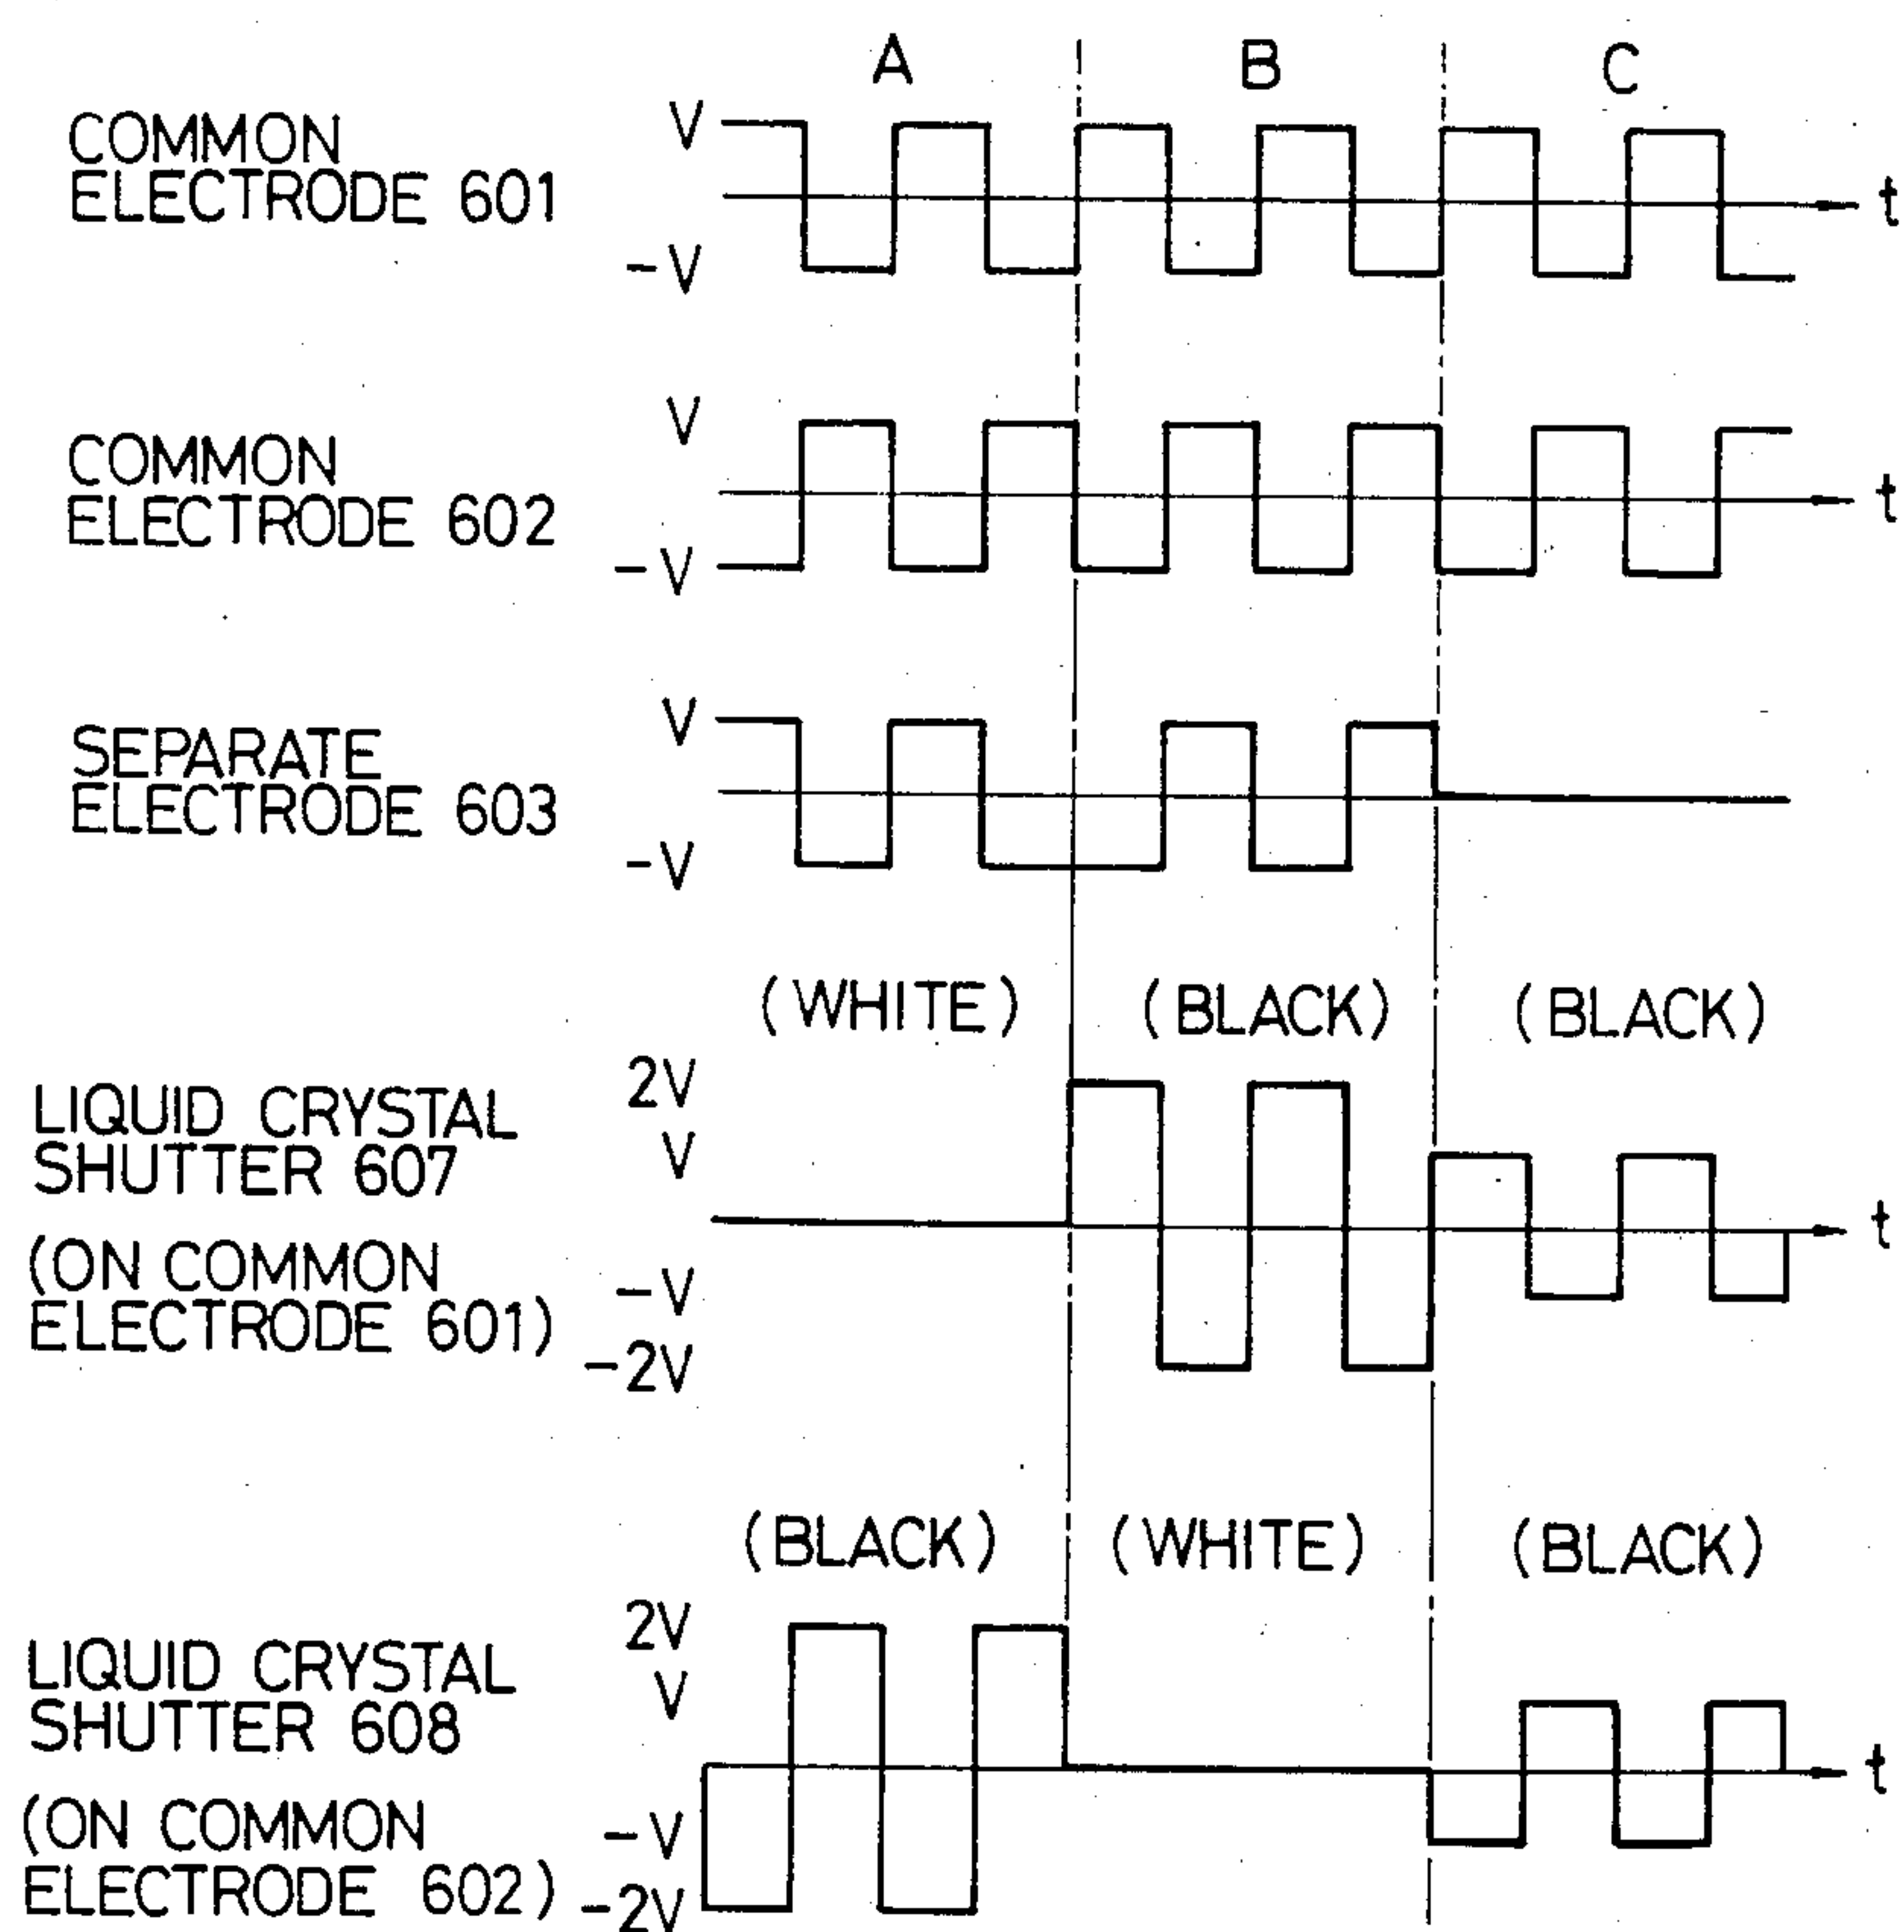 A B C
COMMON
ELECTRODE 601
V
-V
t
COMMON
ELECTRODE 602
V
-V
t
SEPARATE
ELECTRODE 603
V
-V
(WHITE) (BLACK) (BLACK)
LIQUID CRYSTAL
SHUTTER 607
(ON COMMON
ELECTRODE 601)
2V
V
-V
-2V
t
(BLACK) (WHITE) (BLACK)
LIQUID CRYSTAL
SHUTTER 608
(ON COMMON
ELECTRODE 602)
2V
V
-V
-2V
t